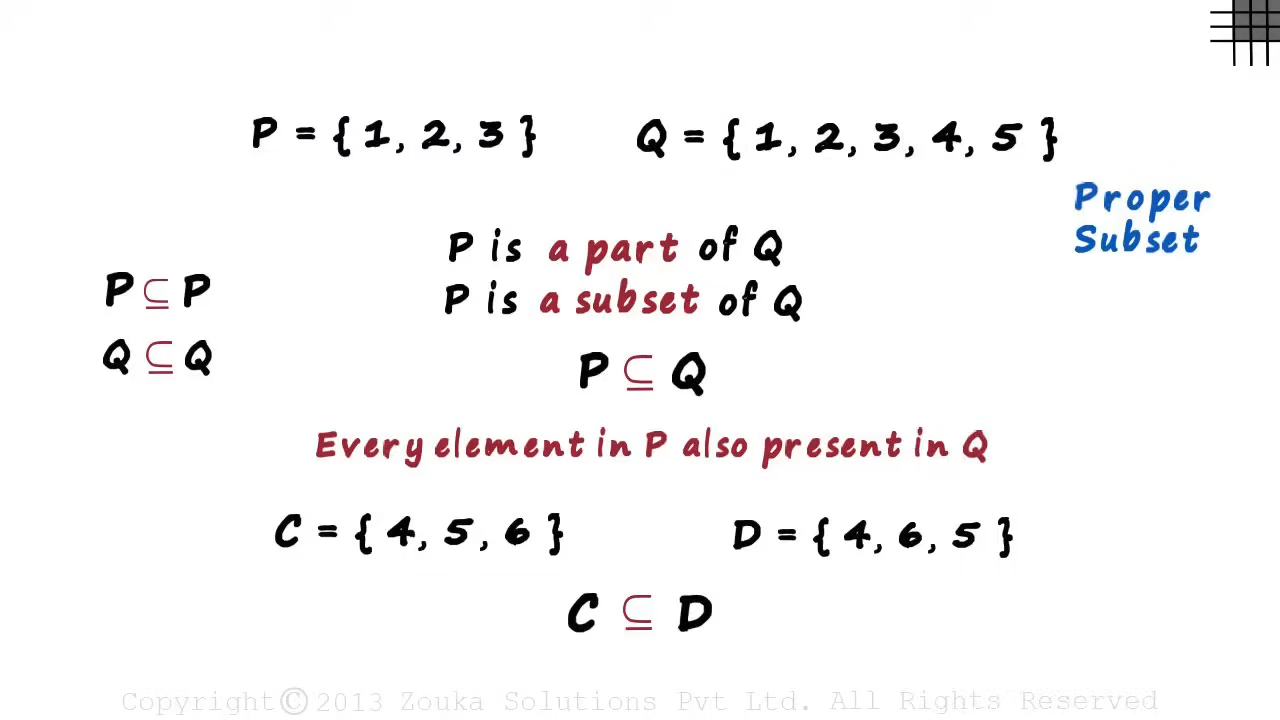 P = { 1, 2, 3 } Q = { 1, 2, 3, 4, 5 }
Proper
Subset
P is a part of Q
P is a subset of Q
P ⊆ P
Q ⊆ Q
P ⊆ Q
Every element in P also present in Q
C = { 4, 5, 6 } D = { 4, 6, 5 }
C ⊆ D
Copyright© 2013 Zouka Solutions Pvt Ltd. All Rights Reserved